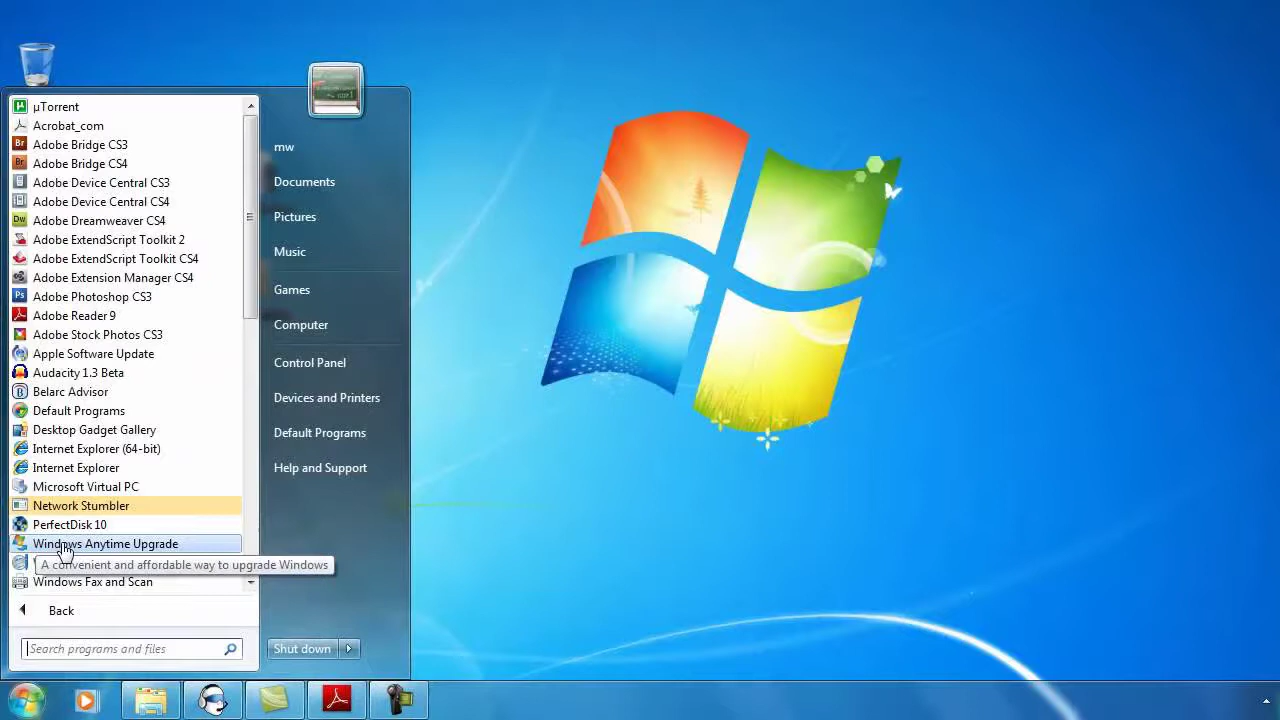 µTorrent
Acrobat_com
Adobe Bridge CS3
Adobe Bridge CS4
Adobe Device Central CS3
Adobe Device Central CS4
Adobe Dreamweaver CS4
Adobe ExtendScript Toolkit 2
Adobe ExtendScript Toolkit CS4
Adobe Extension Manager CS4
Adobe Photoshop CS3
Adobe Reader 9
Adobe Stock Photos CS3
Apple Software Update
Audacity 1.3 Beta
Belarc Advisor
Default Programs
Desktop Gadget Gallery
Internet Explorer (64-bit)
Internet Explorer
Microsoft Virtual PC
Network Stumbler
PerfectDisk 10
Windows Anytime Upgrade
A convenient and affordable way to upgrade Windows
Windows Fax and Scan
Back
Search programs and files
mw
Documents
Pictures
Music
Games
Computer
Control Panel
Devices and Printers
Default Programs
Help and Support
Shut down